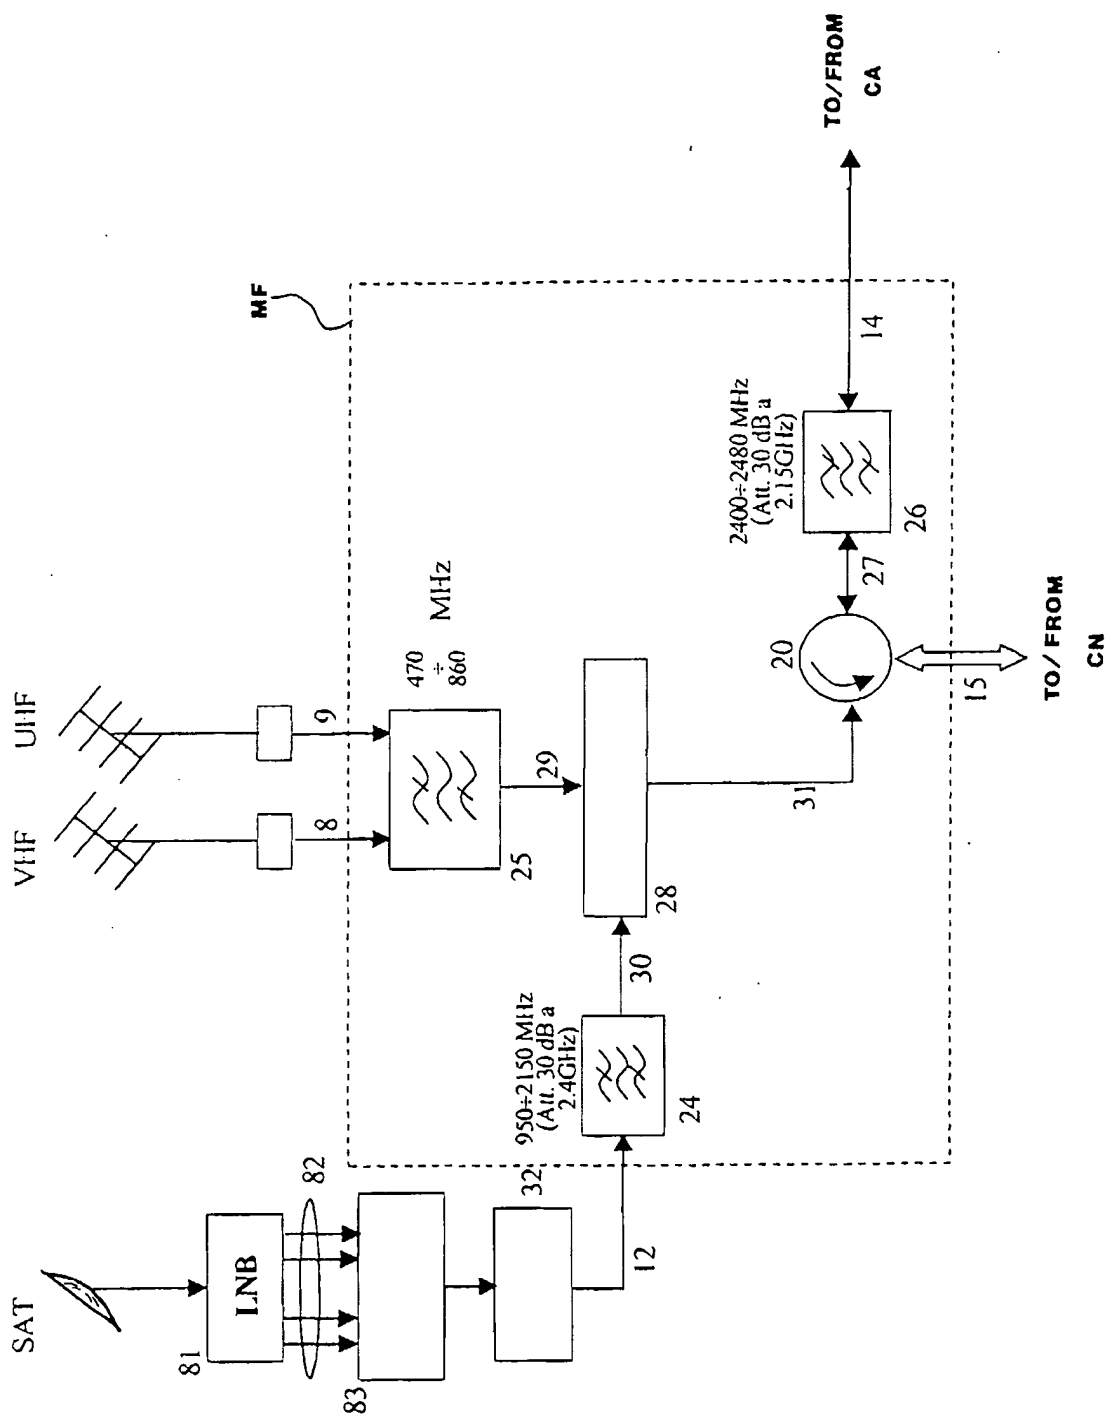 SAT
VHF
UHF
81
LNB
82
83
32
12
8
9
MF
470
÷
860
MHz
25
29
950÷2150 MHz
(Att. 30 dB a
2.4GHz)
24
30
28
31
20
27
2400÷2480 MHz
(Att. 30 dB a
2.15GHz)
26
14
15
TO/FROM
CA
TO/FROM
CN